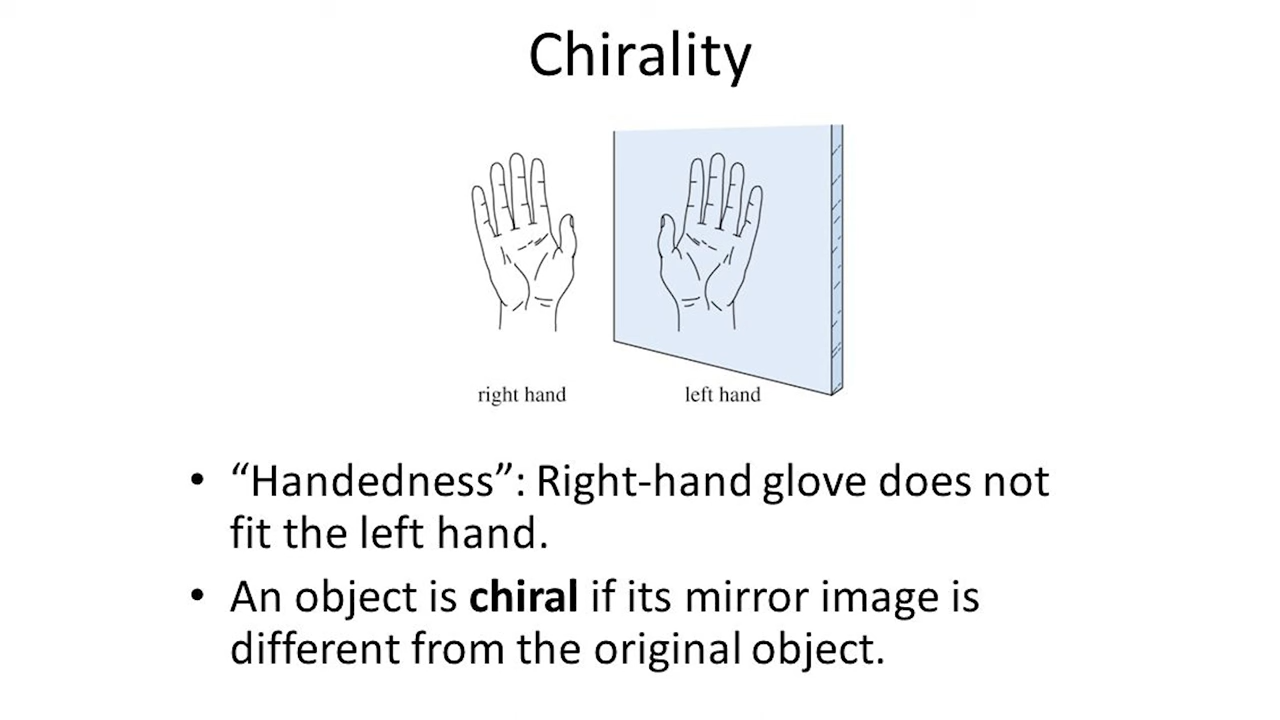 Chirality
right hand
left hand
• “Handedness”: Right-hand glove does not
fit the left hand.
• An object is chiral if its mirror image is
different from the original object.